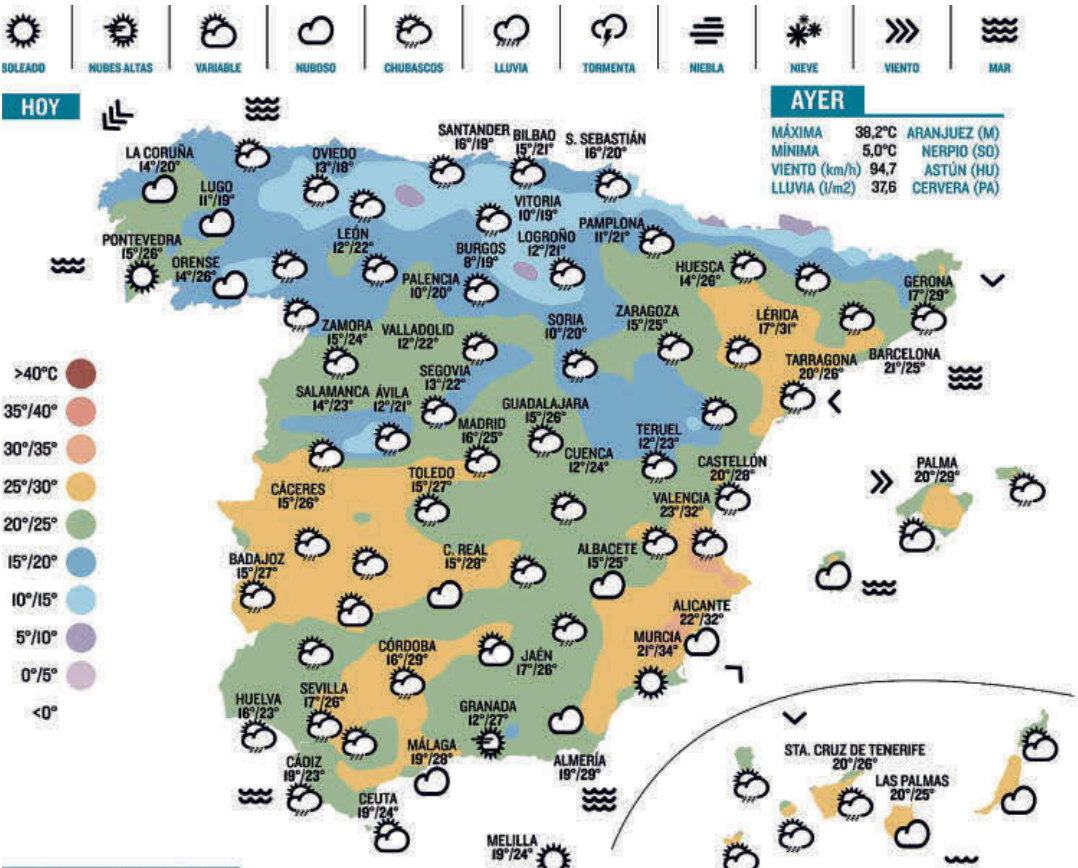 SOLEADO
NUBES ALTAS
VARIABLE
NUBOSO
CHUBASCOS
LLUVIA
TORMENTA
NIEBLA
NIEVE
VIENTO
MAR
HOY
AYER
MÁXIMA 38,2°C ARANJUEZ (M)
MÍNIMA 5,0°C NERPIO (SO)
VIENTO (km/h) 94,7 ASTÚN (HU)
LLUVIA (l/m2) 37,6 CERVERA (PA)
SANTANDER
16°/19°
BILBAO
15°/21°
S. SEBASTIÁN
16°/20°
LA CORUÑA
14°/20°
OVIEDO
13°/18°
LUGO
11°/19°
VITORIA
10°/19°
PAMPLONA
11°/21°
PONTEVEDRA
15°/26°
ORENSE
14°/26°
LEÓN
12°/22°
BURGOS
8°/19°
LOGROÑO
12°/21°
PALENCIA
10°/20°
HUESCA
14°/26°
GERONA
17°/29°
ZAMORA
15°/24°
VALLADOLID
12°/22°
SORIA
10°/20°
ZARAGOZA
15°/25°
LÉRIDA
17°/31°
BARCELONA
21°/25°
TARRAGONA
20°/26°
SEGOVIA
13°/22°
SALAMANCA
14°/23°
ÁVILA
12°/21°
GUADALAJARA
15°/26°
MADRID
16°/25°
TERUEL
12°/23°
CUENCA
12°/24°
CASTELLÓN
20°/28°
PALMA
20°/29°
TOLEDO
15°/27°
CÁCERES
15°/26°
VALENCIA
23°/32°
BADAJOZ
15°/27°
C. REAL
15°/28°
ALBACETE
15°/25°
ALICANTE
22°/32°
MURCIA
21°/34°
CÓRDOBA
16°/29°
JAÉN
17°/26°
HUELVA
16°/23°
SEVILLA
17°/26°
GRANADA
12°/27°
MÁLAGA
19°/28°
ALMERÍA
19°/29°
CÁDIZ
19°/23°
CEUTA
19°/24°
MELILLA
19°/24°
STA. CRUZ DE TENERIFE
20°/26°
LAS PALMAS
20°/25°
>40°C
35°/40°
30°/35°
25°/30°
20°/25°
15°/20°
10°/15°
5°/10°
0°/5°
<0°